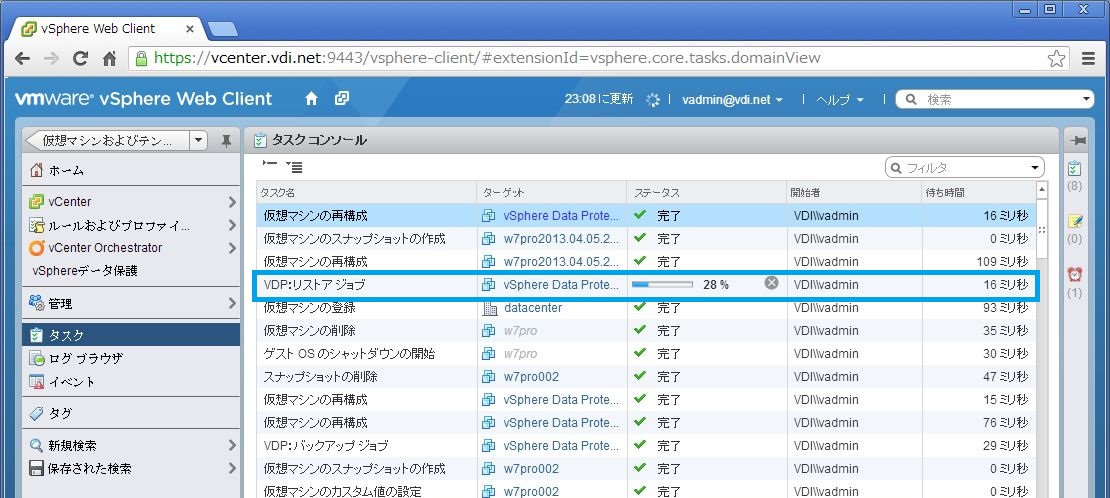 vSphere Web Client
https://vcenter.vdi.net:9443/vsphere-client/#extensionId=vsphere.core.tasks.domainView
vmware® vSphere Web Client 23:08に更新 vadmin@vdi.net ヘルプ 検索
仮想マシンおよびテン...
ホーム
vCenter
ルールおよびプロファイ...
vCenter Orchestrator
vSphereデータ保護
管理
タスク
ログ ブラウザ
イベント
タグ
新規検索
保存された検索
タスク コンソール
フィルタ
タスク名 ターゲット ステータス 開始者 待ち時間
仮想マシンの再構成 vSphere Data Prote... 完了 VDI\\vadmin 16 ミリ秒
仮想マシンのスナップショットの作成 w7pro2013.04.05.2... 完了 VDI\\vadmin 0 ミリ秒
仮想マシンの再構成 w7pro2013.04.05.2... 完了 VDI\\vadmin 109 ミリ秒
VDP:リストア ジョブ vSphere Data Prote... 28 % VDI\\vadmin 16 ミリ秒
仮想マシンの登録 datacenter 完了 VDI\\vadmin 93 ミリ秒
仮想マシンの削除 w7pro 完了 VDI\\vadmin 35 ミリ秒
ゲスト OS のシャットダウンの開始 w7pro 完了 VDI\\vadmin 30 ミリ秒
スナップショットの削除 w7pro002 完了 VDI\\vadmin 47 ミリ秒
仮想マシンの再構成 vSphere Data Prote... 完了 VDI\\vadmin 15 ミリ秒
仮想マシンの再構成 vSphere Data Prote... 完了 VDI\\vadmin 76 ミリ秒
VDP:バックアップ ジョブ vSphere Data Prote... 完了 VDI\\vadmin 29 ミリ秒
仮想マシンのスナップショットの作成 w7pro002 完了 VDI\\vadmin 0 ミリ秒
仮想マシンのカスタム値の設定 w7pro002 完了 VDI\\vadmin 0 ミリ秒
(8)
(0)
(1)